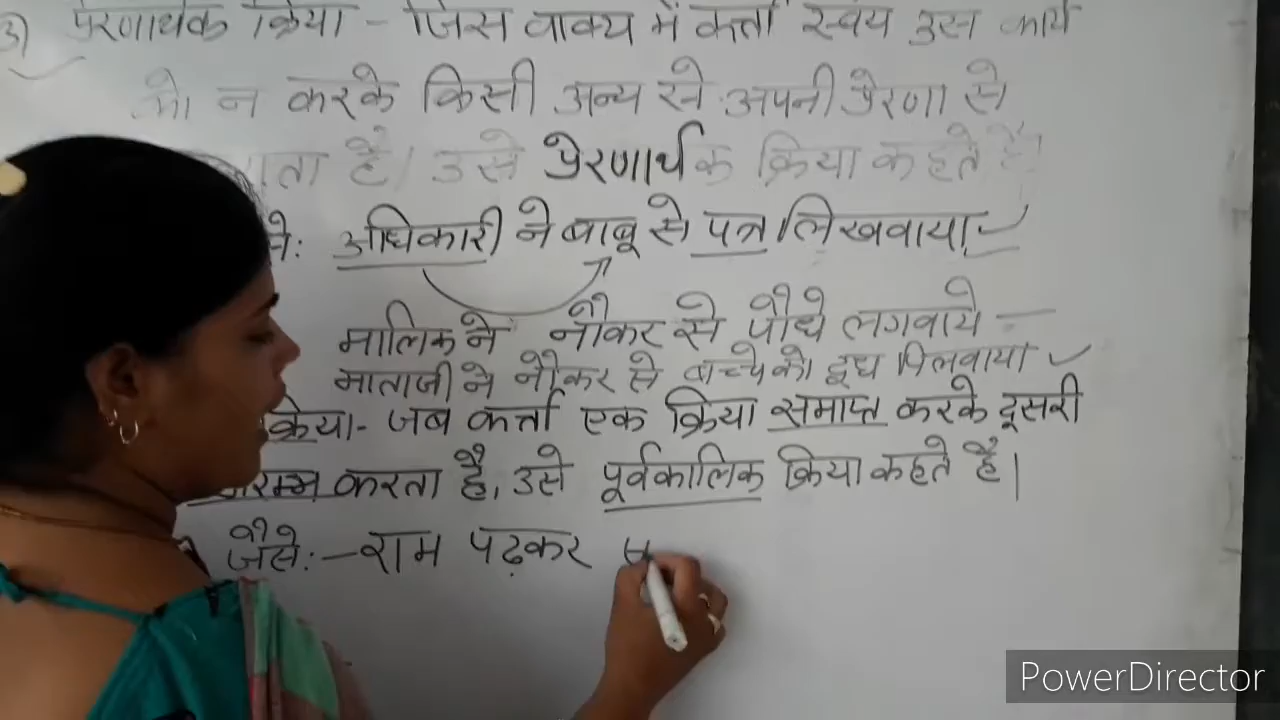 3) प्रेरणार्थक क्रिया - जिस वाक्य में कर्त्ता स्वयं उस कार्य
को न करके किसी अन्य से अपनी प्रेरणा से
है। उसे प्रेरणार्थक क्रिया कहते है।
अधिकारी ने बाबू से पत्र लिखवाया
मालिक ने नौकर से पौधे लगवाये
माताजी ने नौकर से बच्चे को दूध पिलवाया
क्रिया - जब कर्त्ता एक क्रिया समाप्त करके दूसरी
करता है, उसे पूर्वकालिक क्रिया कहते है।
जैसे:- राम पढ़कर
PowerDirector